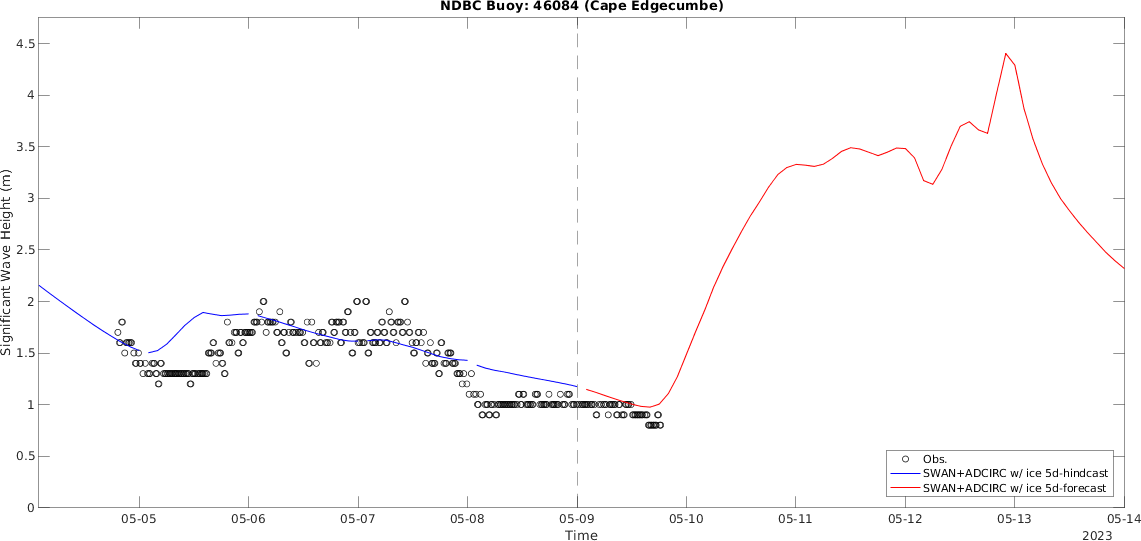 NDBC Buoy: 46084 (Cape Edgecumbe)
Significant Wave Height (m)
4.5
4
3.5
3
2.5
2
1.5
1
0.5
0
Obs.
SWAN+ADCIRC w/ ice 5d-hindcast
SWAN+ADCIRC w/ ice 5d-forecast
05-05 05-06 05-07 05-08 05-09 05-10 05-11 05-12 05-13 05-14
Time
2023